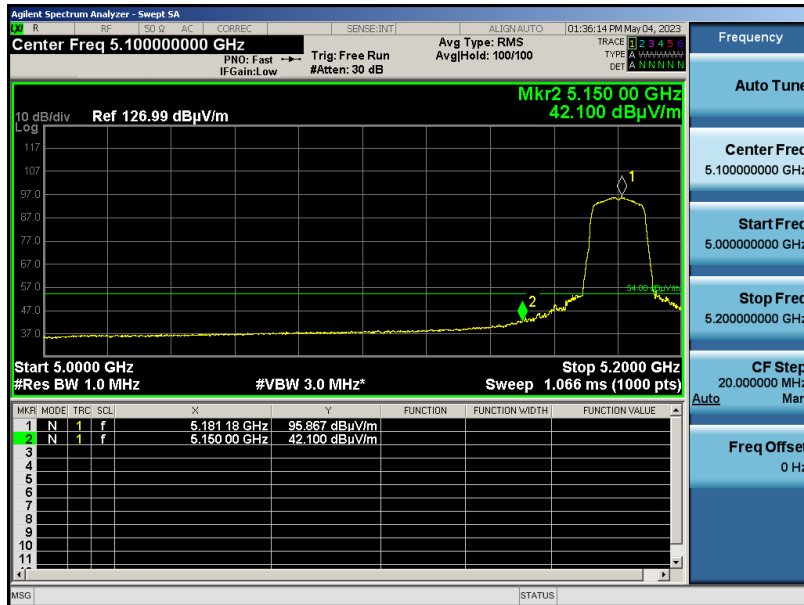 Agilent Spectrum Analyzer - Swept SA
LXI R RF 50 Ω AC CORREC SENSE:INT ALIGNAUTO 01:36:14 PM May 04, 2023
Center Freq 5.100000000 GHz
PNO: Fast
IFGain:Low
Trig: Free Run
#Atten: 30 dB
Avg Type: RMS
Avg|Hold: 100/100
TRACE 1 2 3 4 5 6
TYPE A WWWWW
DET A N N N N N
Frequency
Auto Tune
Center Freq
5.100000000 GHz
Start Freq
5.000000000 GHz
Stop Freq
5.200000000 GHz
CF Step
20.000000 MHz
Auto Man
Freq Offset
0 Hz
Mkr2 5.150 00 GHz
42.100 dBµV/m
10 dB/div Ref 126.99 dBµV/m
Log
117
107
97.0
87.0
77.0
67.0
57.0
47.0
37.0
1
2
54.00 dBµV/m
Start 5.0000 GHz Stop 5.2000 GHz
#Res BW 1.0 MHz #VBW 3.0 MHz* Sweep 1.066 ms (1000 pts)
MKR MODE TRC SCL X Y FUNCTION FUNCTION WIDTH FUNCTION VALUE
1 N 1 f 5.181 18 GHz 95.867 dBµV/m
2 N 1 f 5.150 00 GHz 42.100 dBµV/m
3
4
5
6
7
8
9
10
11
MSG STATUS